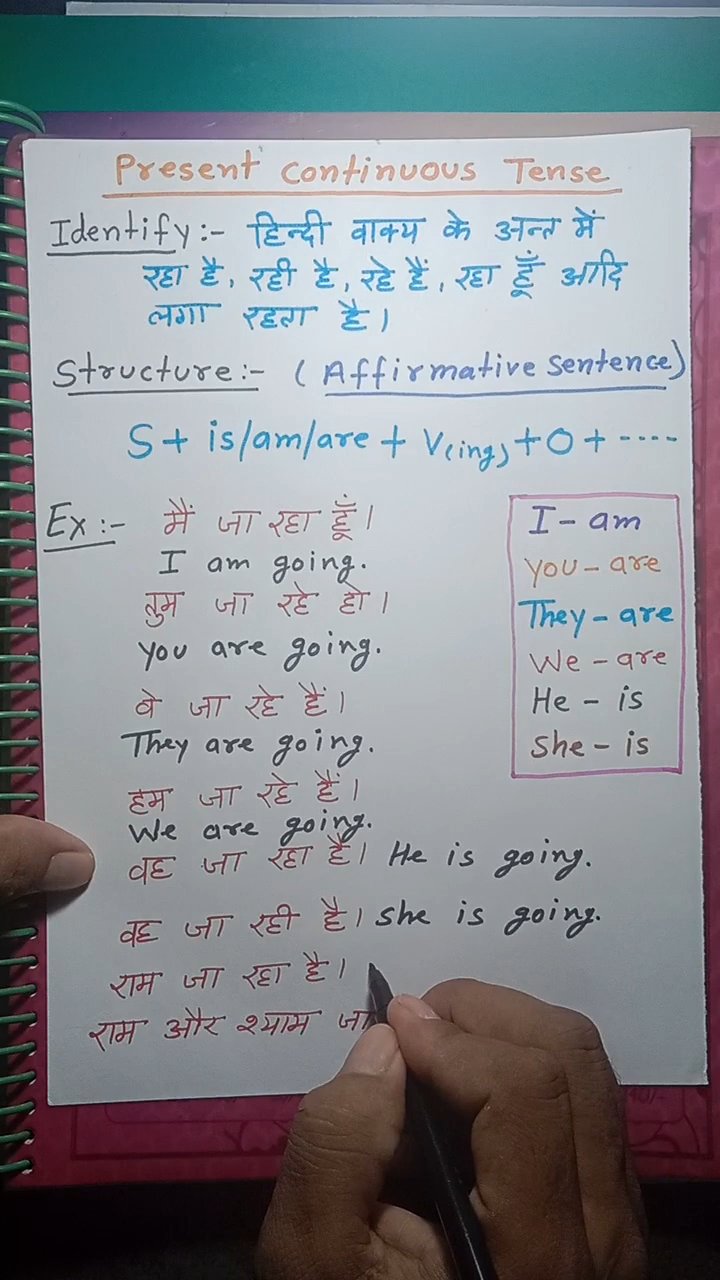 Present Continuous Tense
Identify:- हिन्दी वाक्य के अन्त में
रहा है, रही है, रहे हैं, रहा हूँ आदि
लगा रहता है।
Structure:- (Affirmative Sentence)
S + is/am/are + V(ing) + O + ----
Ex:- मैं जा रहा हूँ।
I am going.
तुम जा रहे हो।
You are going.
वे जा रहे हैं।
They are going.
हम जा रहे हैं।
We are going.
वह जा रहा है। He is going.
वह जा रही है। She is going.
राम जा रहा है।
राम और श्याम जा
I - am
You - are
They - are
We - are
He - is
She - is